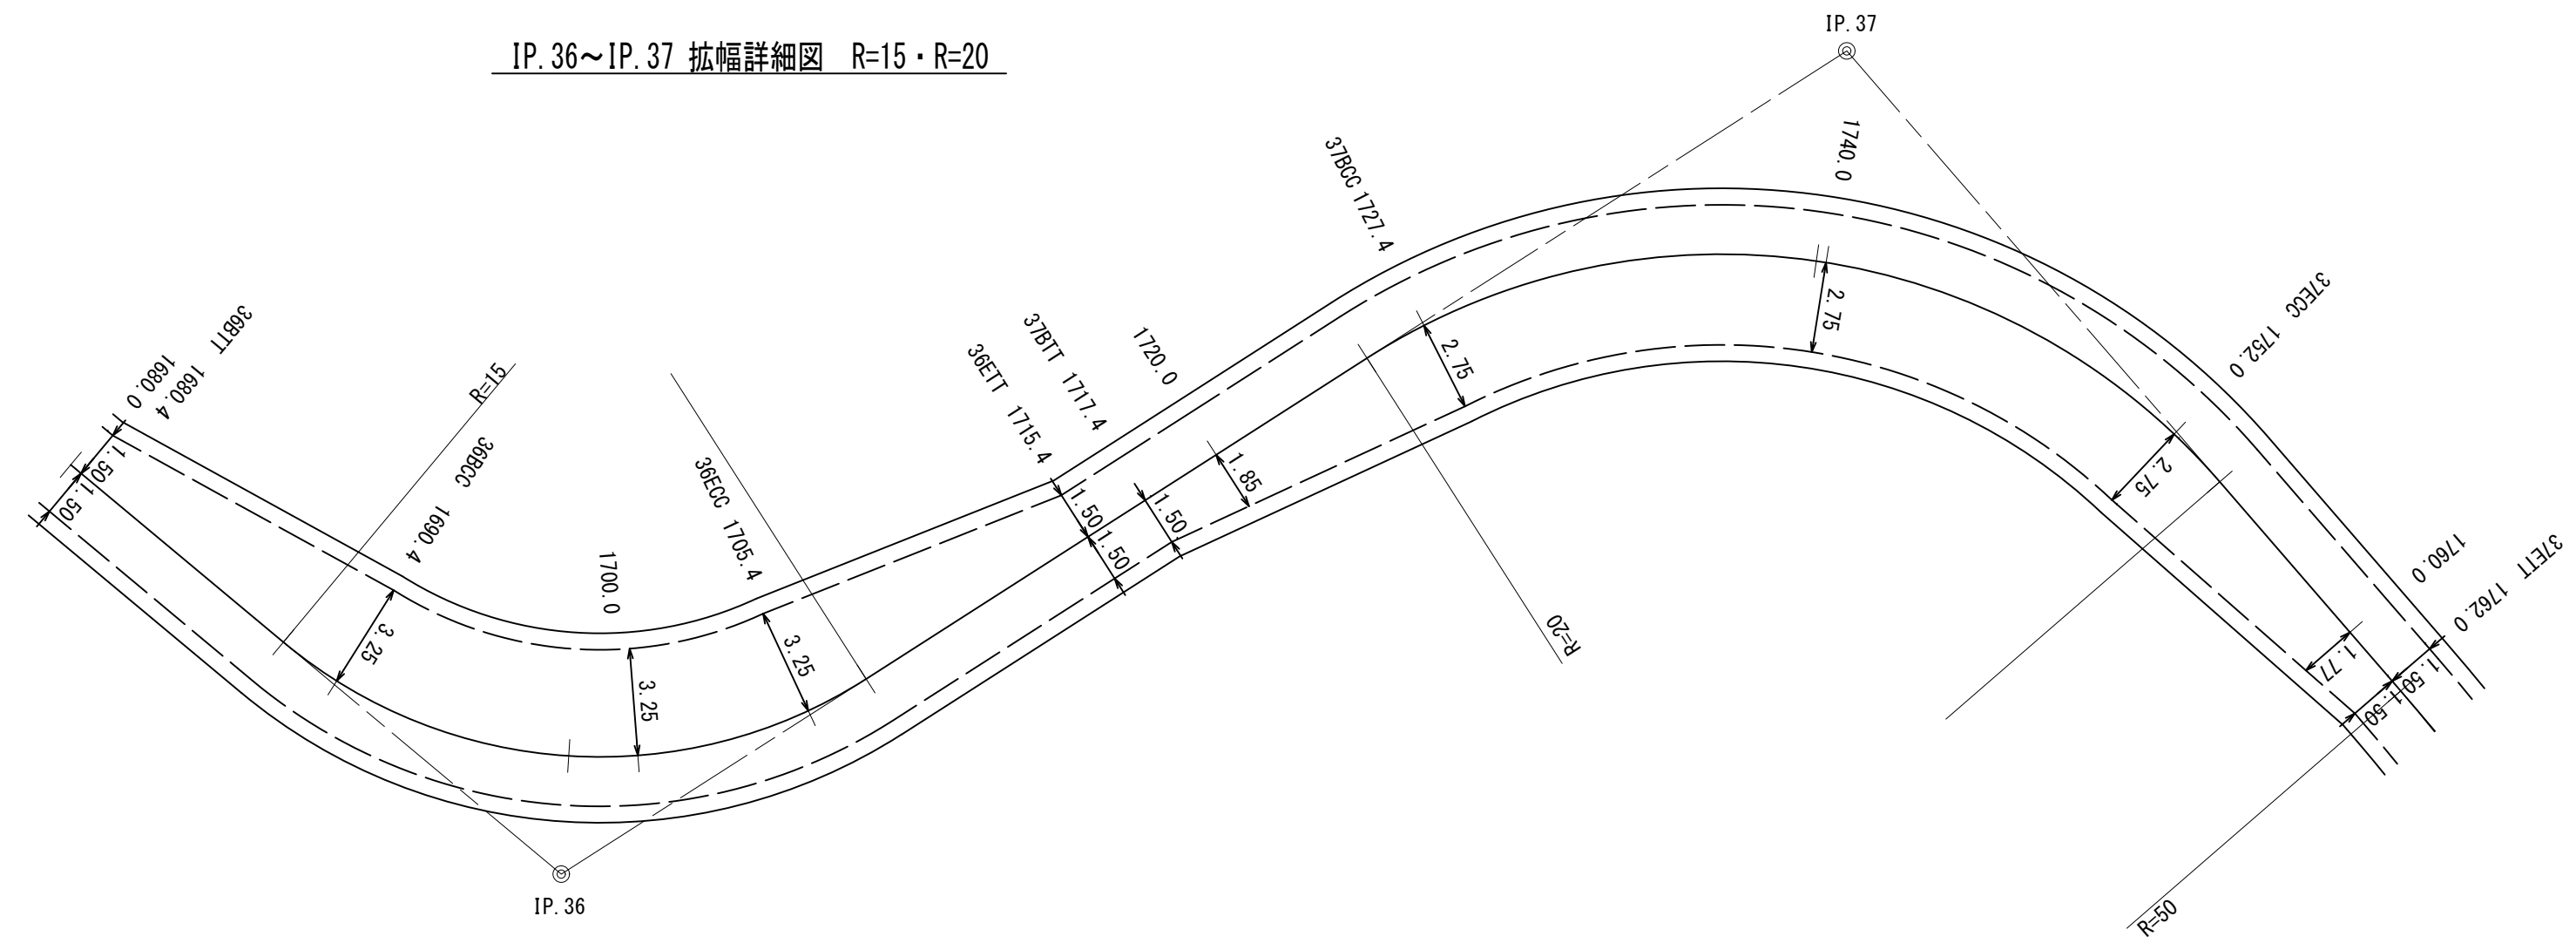 IP.36～IP.37 拡幅詳細図　R=15・R=20
IP.37
1740.0
37BCC 1727.4
37ECC 1752.0
36BTT 1680.4
1680.0
R=15
36BCC 1690.4
36ECC 1705.4
1700.0
36ETT 1715.4
37BTT 1717.4
1720.0
1.50
1.50
3.25
3.25
3.25
1.50
1.50
1.50
1.85
2.75
2.75
2.75
R=20
1760.0
37ETT 1762.0
1.77
1.50
1.50
R=50
IP.36